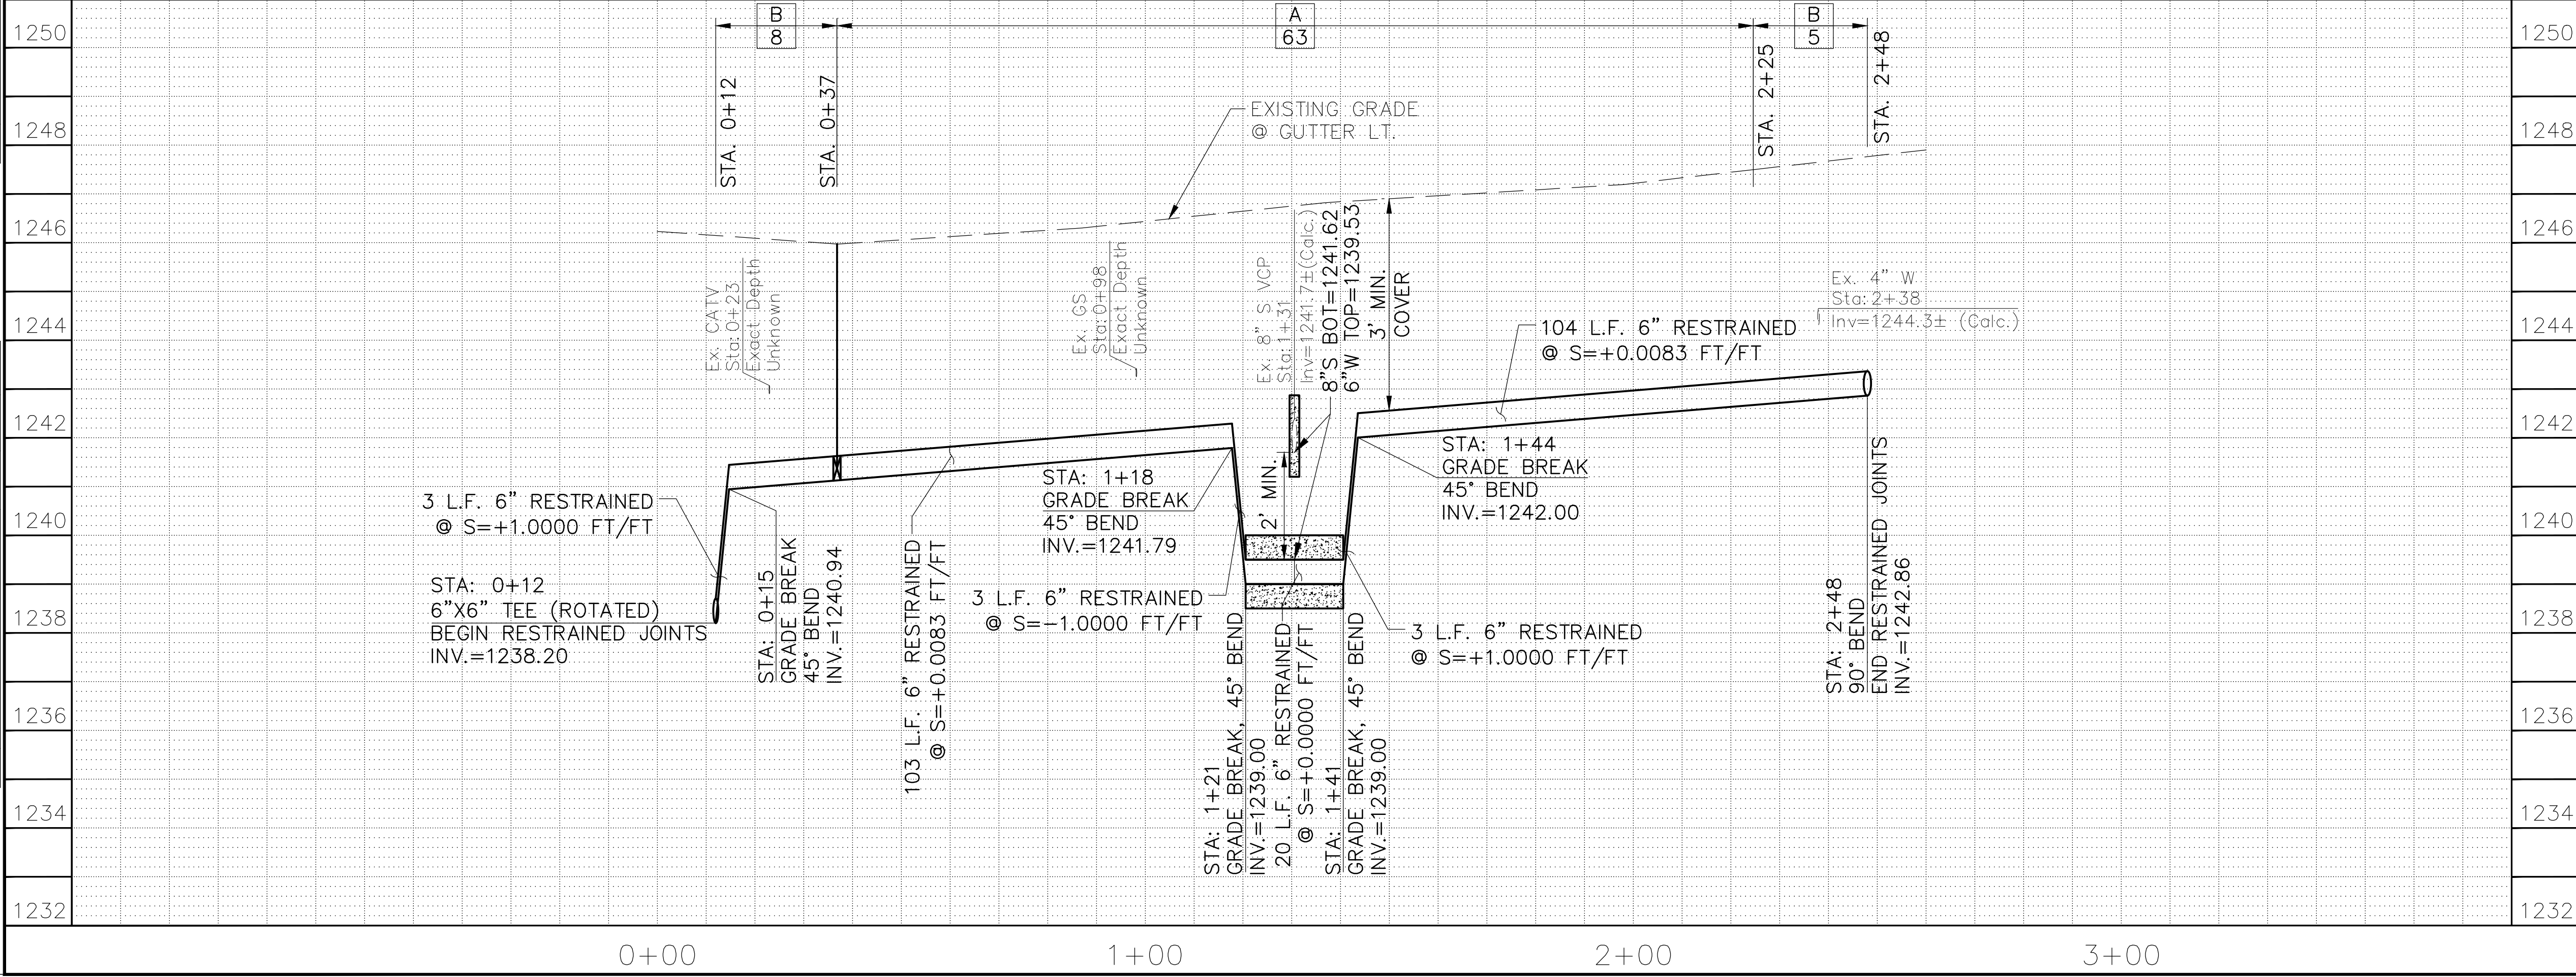 B
8
A
63
B
5
1250
1248
1246
1244
1242
1240
1238
1236
1234
1232
1250
1248
1246
1244
1242
1240
1238
1236
1234
1232
STA. 0+12
STA. 0+37
STA. 2+25
STA. 2+48
EXISTING GRADE
@ GUTTER LT.
Ex. CATV
Sta: 0+23
Exact Depth
Unknown
Ex. GS
Sta: 0+98
Exact Depth
Unknown
Ex. 8" S VCP
Sta: 1+31
Inv=1241.7±(Calc.)
8"S BOT=1241.62
6"W TOP=1239.53
3' MIN.
COVER
Ex. 4" W
Sta: 2+38
Inv=1244.3± (Calc.)
104 L.F. 6" RESTRAINED
@ S=+0.0083 FT/FT
3 L.F. 6" RESTRAINED
@ S=+1.0000 FT/FT
STA: 0+12
6"X6" TEE (ROTATED)
BEGIN RESTRAINED JOINTS
INV.=1238.20
STA: 0+15
GRADE BREAK
45° BEND
INV.=1240.94
103 L.F. 6" RESTRAINED
@ S=+0.0083 FT/FT
STA: 1+18
GRADE BREAK
45° BEND
INV.=1241.79
2' MIN.
3 L.F. 6" RESTRAINED
@ S=-1.0000 FT/FT
STA: 1+21
GRADE BREAK, 45° BEND
INV.=1239.00
20 L.F. 6" RESTRAINED
@ S=+0.0000 FT/FT
STA: 1+41
GRADE BREAK, 45° BEND
INV.=1239.00
3 L.F. 6" RESTRAINED
@ S=+1.0000 FT/FT
STA: 1+44
GRADE BREAK
45° BEND
INV.=1242.00
STA: 2+48
90° BEND
END RESTRAINED JOINTS
INV.=1242.86
0+00
1+00
2+00
3+00